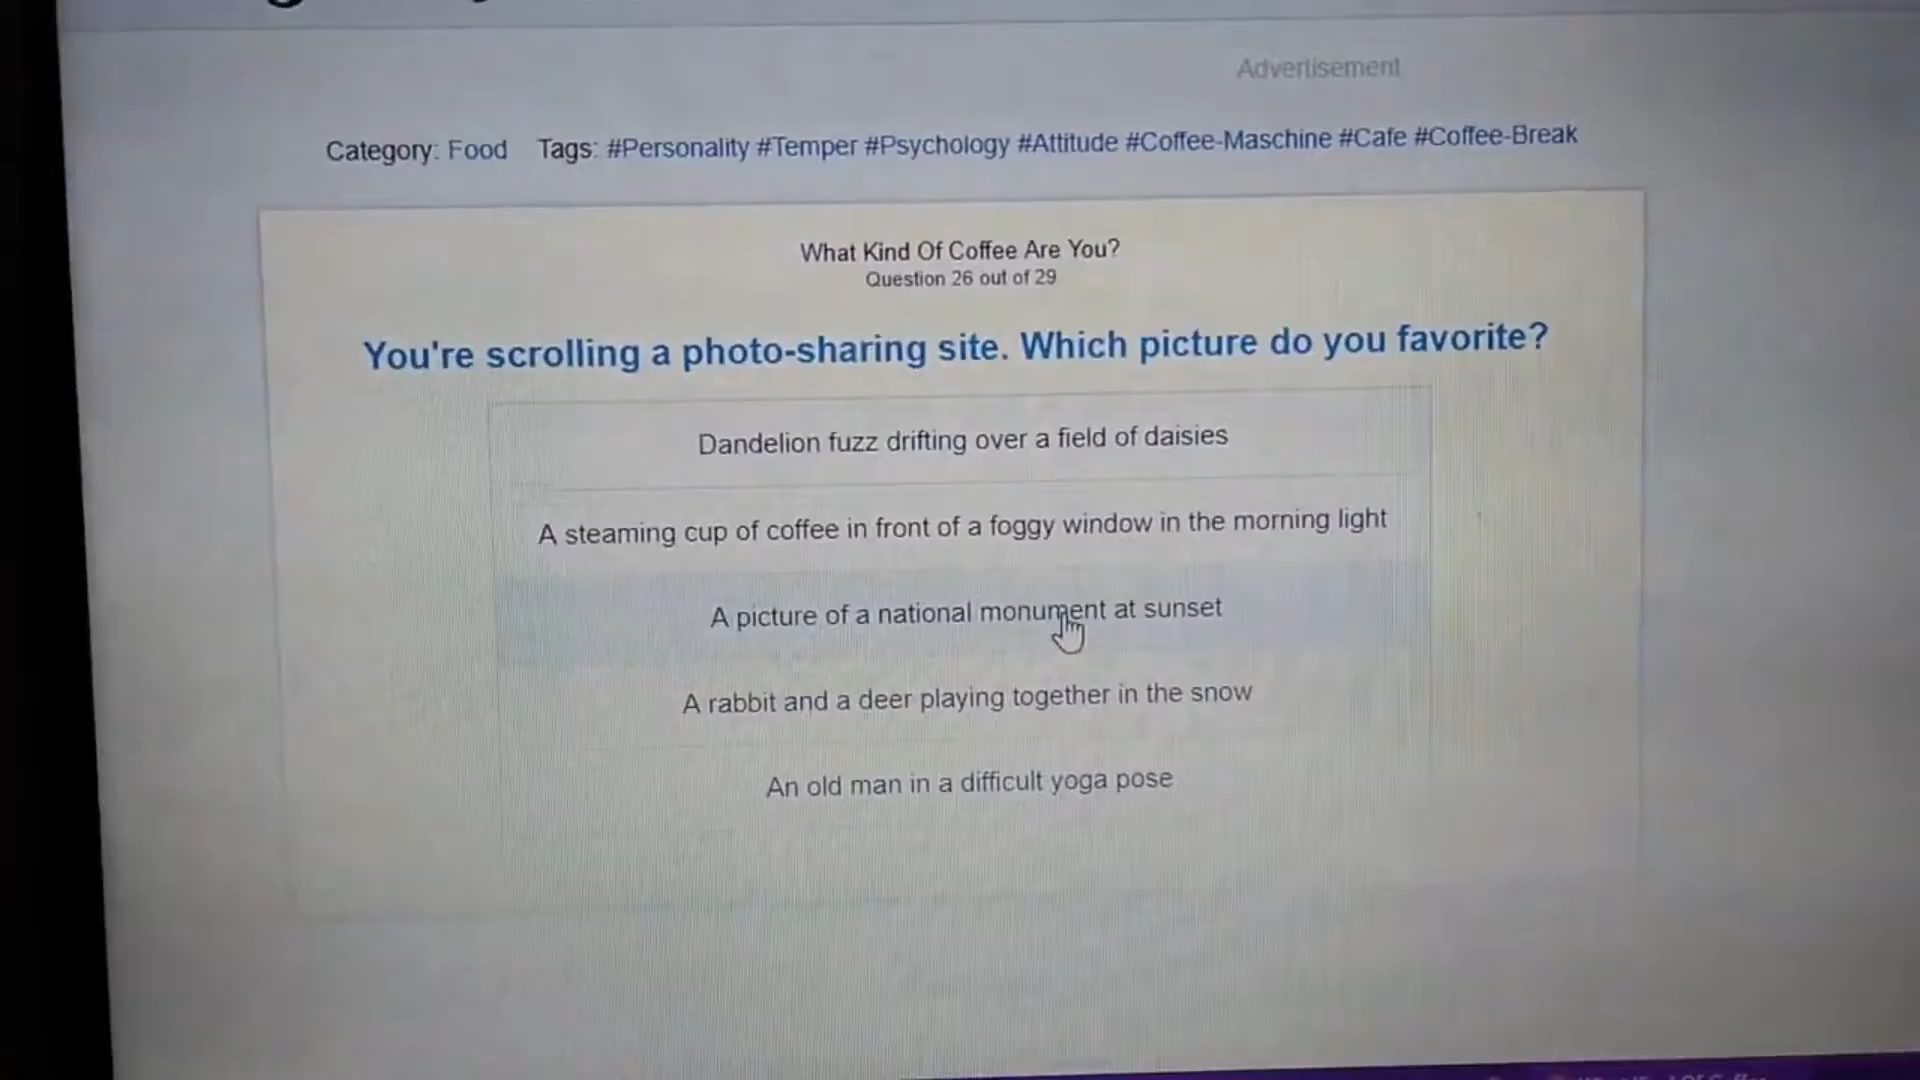 Advertisement
Category: Food Tags: #Personality #Temper #Psychology #Attitude #Coffee-Maschine #Cafe #Coffee-Break
What Kind Of Coffee Are You?
Question 26 out of 29
You're scrolling a photo-sharing site. Which picture do you favorite?
Dandelion fuzz drifting over a field of daisies
A steaming cup of coffee in front of a foggy window in the morning light
A picture of a national monument at sunset
A rabbit and a deer playing together in the snow
An old man in a difficult yoga pose